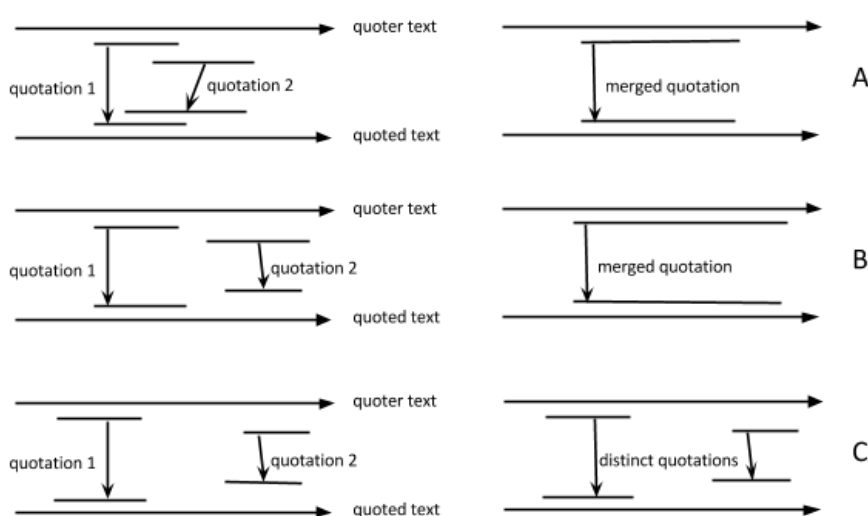 quoter text
quotation 1
quotation 2
merged quotation
A
quoted text
quoter text
quotation 1
quotation 2
merged quotation
B
quoted text
quoter text
quotation 1
quotation 2
distinct quotations
C
quoted text